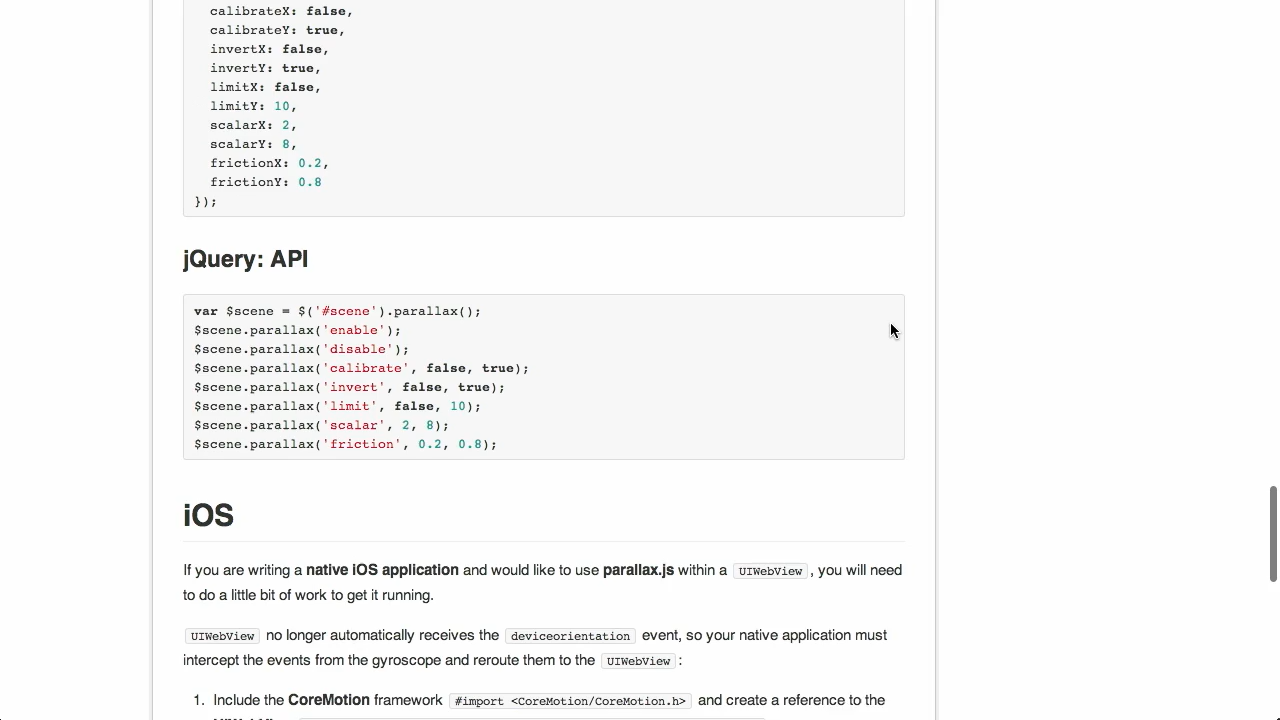 calibrateX: false,
calibrateY: true,
invertX: false,
invertY: true,
limitX: false,
limitY: 10,
scalarX: 2,
scalarY: 8,
frictionX: 0.2,
frictionY: 0.8
});
jQuery: API
var $scene = $('#scene').parallax();
$scene.parallax('enable');
$scene.parallax('disable');
$scene.parallax('calibrate', false, true);
$scene.parallax('invert', false, true);
$scene.parallax('limit', false, 10);
$scene.parallax('scalar', 2, 8);
$scene.parallax('friction', 0.2, 0.8);
iOS
If you are writing a native iOS application and would like to use parallax.js within a UIWebView, you will need
to do a little bit of work to get it running.
UIWebView no longer automatically receives the deviceorientation event, so your native application must
intercept the events from the gyroscope and reroute them to the UIWebView:
1. Include the CoreMotion framework #import <CoreMotion/CoreMotion.h> and create a reference to the